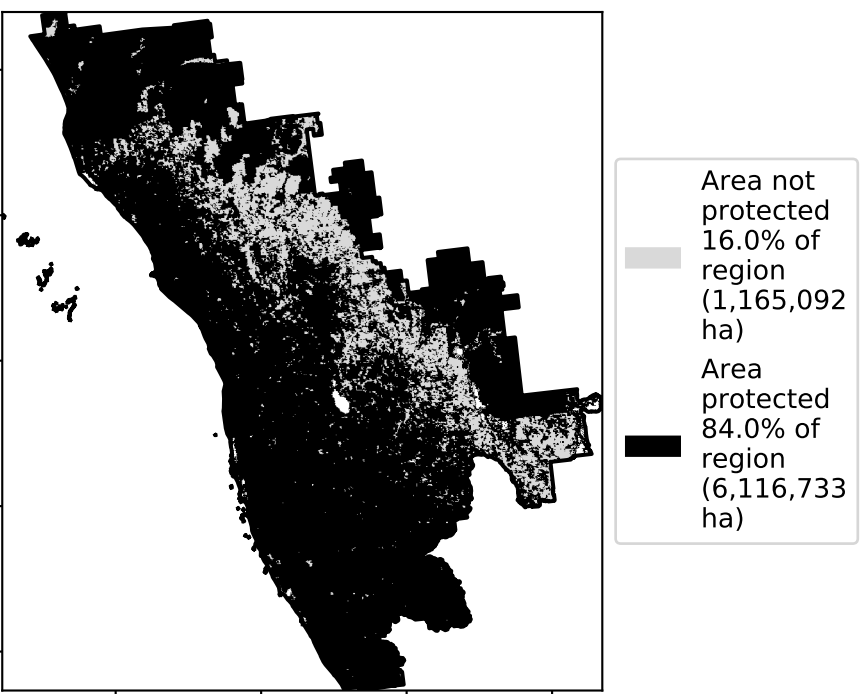 Area not
protected
16.0% of
region
(1,165,092
ha)
Area
protected
84.0% of
region
(6,116,733
ha)